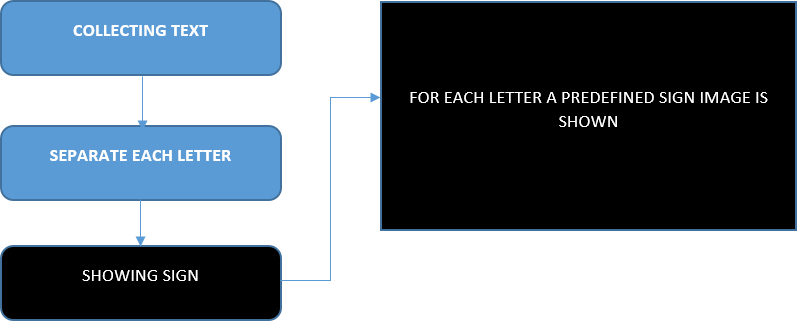 COLLECTING TEXT
SEPARATE EACH LETTER
SHOWING SIGN
FOR EACH LETTER A PREDEFINED SIGN IMAGE IS
SHOWN